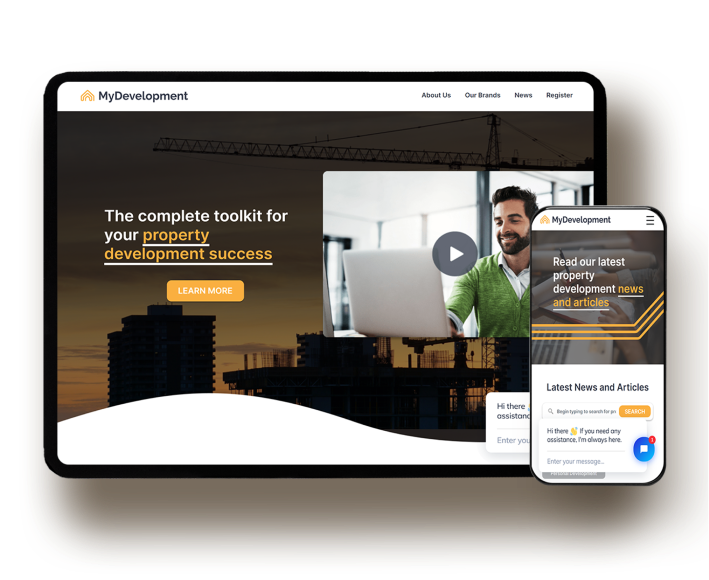 MyDevelopment
About Us Our Brands News Register
The complete toolkit for
your property
development success
LEARN MORE
Hi there
assistanc
Enter you
MyDevelopment
Read our latest
property
development news
and articles
Latest News and Articles
Begin typing to search for po SEARCH
Hi there 👋 If you need any
assistance, I'm always here.
1
Enter your message...